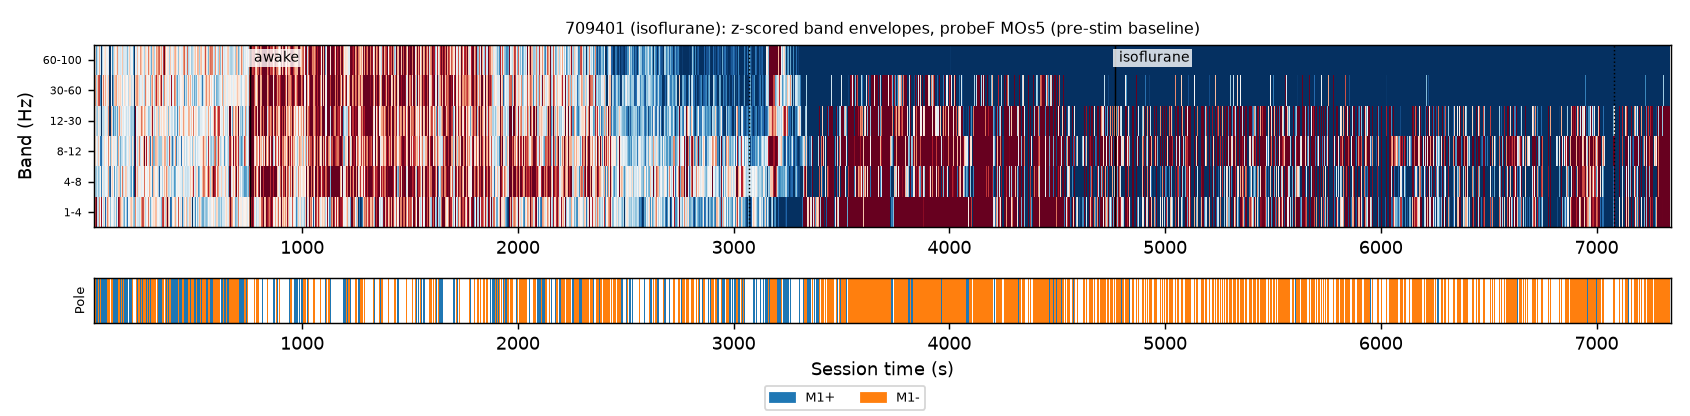 709401 (isoflurane): z-scored band envelopes, probeF MOs5 (pre-stim baseline)
Band (Hz)
60-100
30-60
12-30
8-12
4-8
1-4
awake
isoflurane
1000 2000 3000 4000 5000 6000 7000
Pole
1000 2000 3000 4000 5000 6000 7000
Session time (s)
M1+ M1-